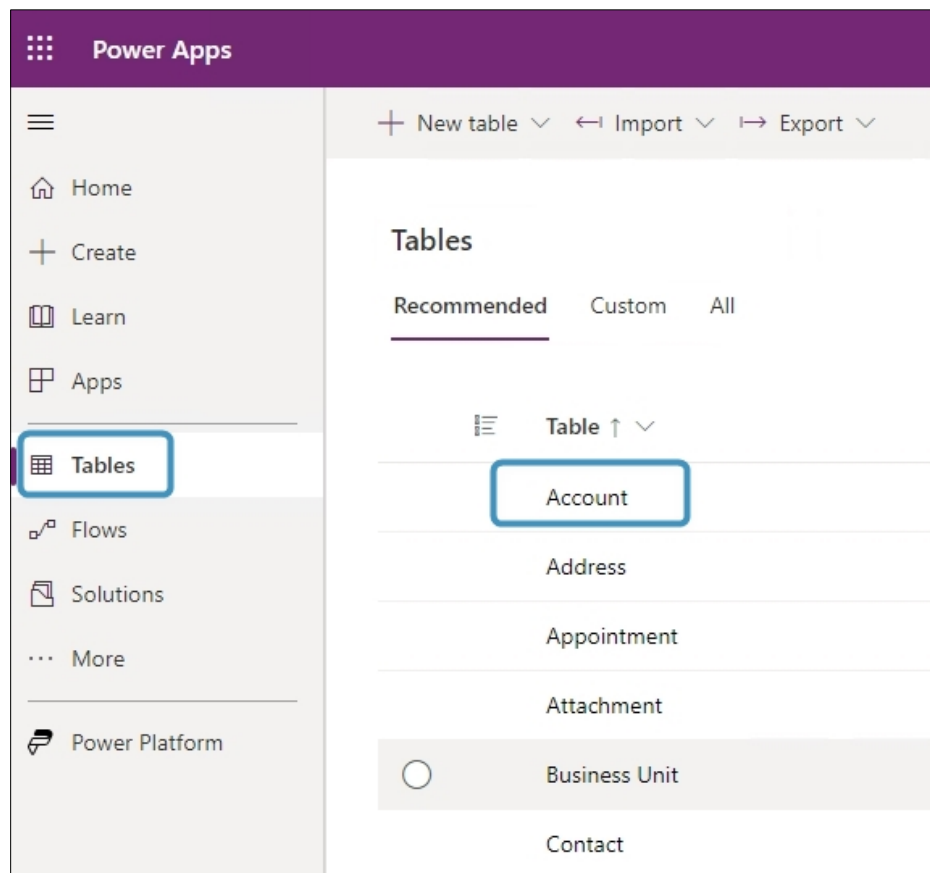 Power Apps
New table Import Export
Home
Create
Learn
Apps
Tables
Flows
Solutions
More
Power Platform
Tables
Recommended Custom All
Table ↑
Account
Address
Appointment
Attachment
Business Unit
Contact